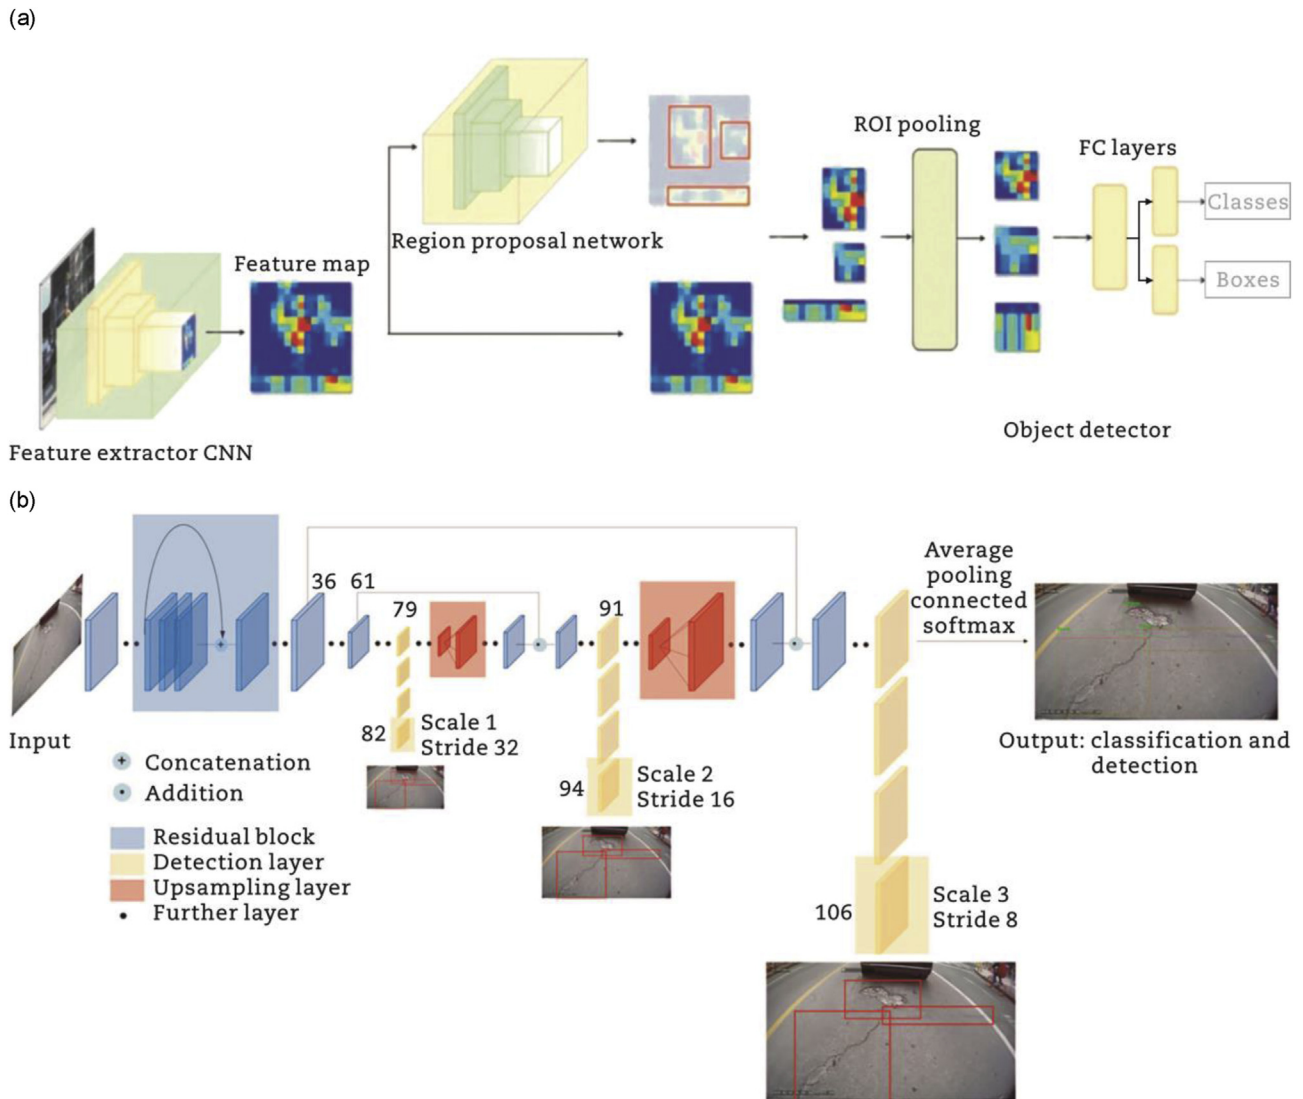 (a)
ROI pooling
FC layers
Classes
Region proposal network
Feature map
Boxes
Object detector
Feature extractor CNN
(b)
36
61
79
91
Average
pooling
connected
softmax
Input
82
Scale 1
Stride 32
Output: classification and
detection
Concatenation
94
Scale 2
Stride 16
Addition
Residual block
Detection layer
Upsampling layer
Further layer
106
Scale 3
Stride 8